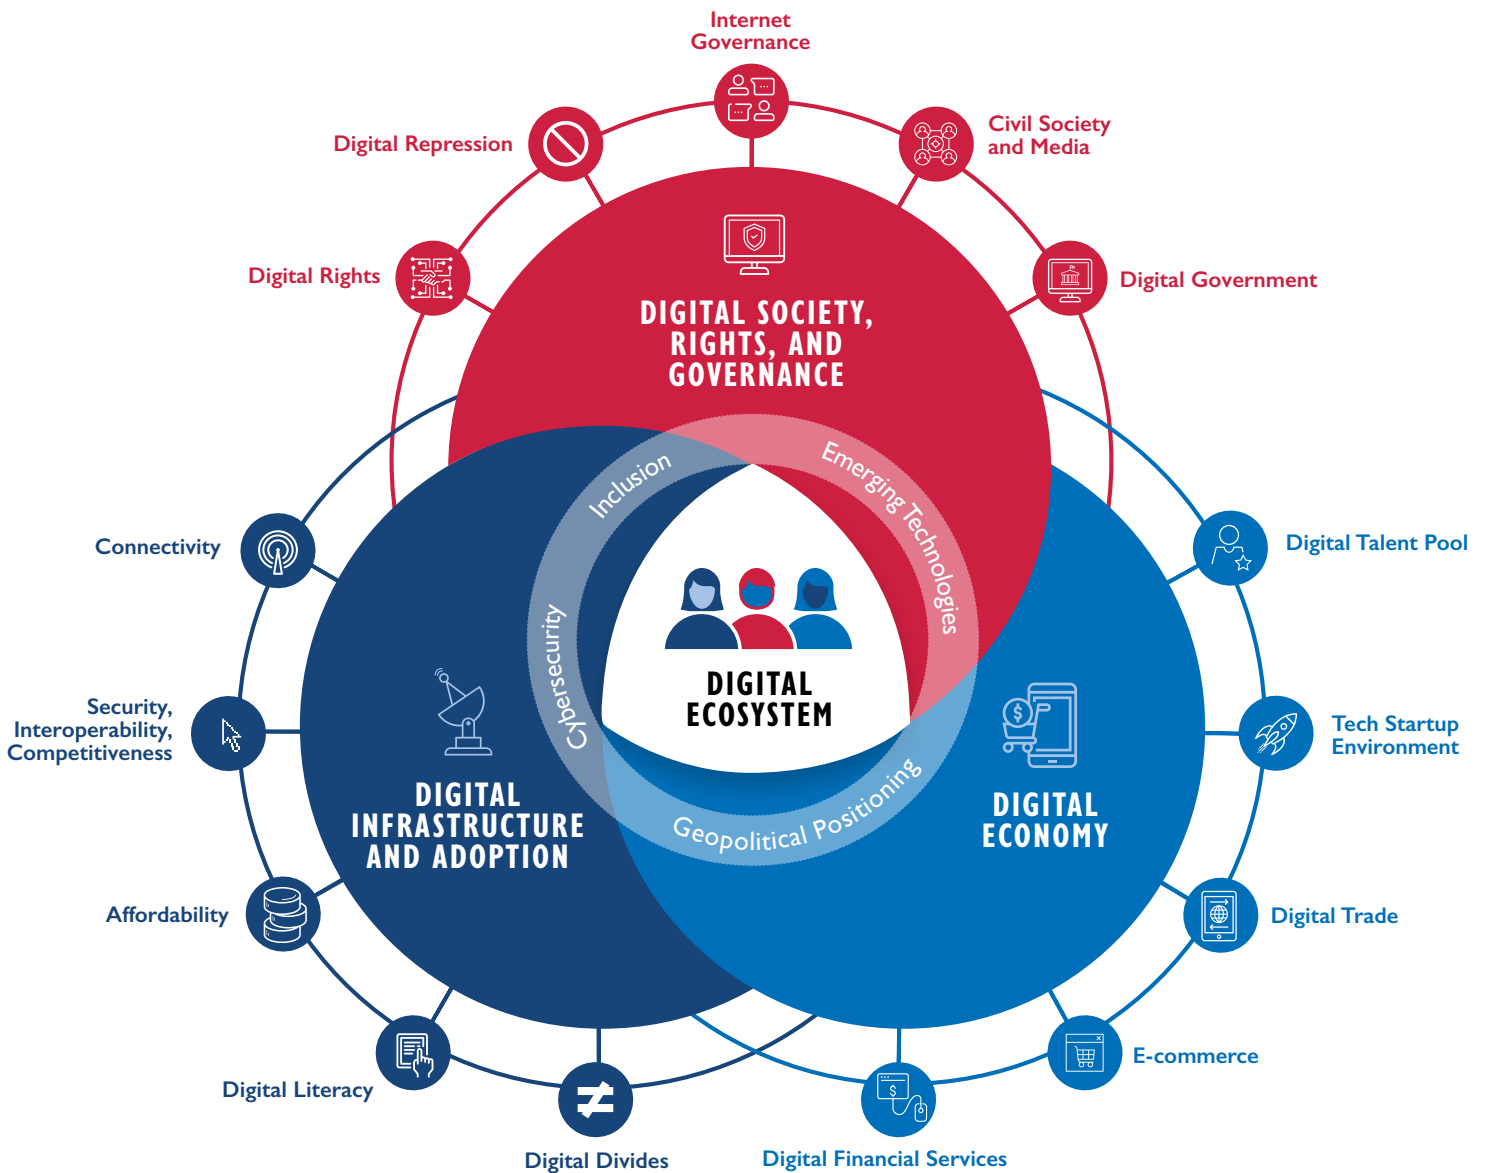 Internet
Governance
Digital Repression
Civil Society
and Media
Digital Rights
Digital Government
DIGITAL SOCIETY,
RIGHTS, AND
GOVERNANCE
Inclusion
Emerging Technologies
Cybersecurity
Geopolitical Positioning
DIGITAL
ECOSYSTEM
Connectivity
Security,
Interoperability,
Competitiveness
Affordability
Digital Literacy
Digital Divides
DIGITAL
INFRASTRUCTURE
AND ADOPTION
DIGITAL
ECONOMY
Digital Talent Pool
Tech Startup
Environment
Digital Trade
E-commerce
Digital Financial Services
$
$